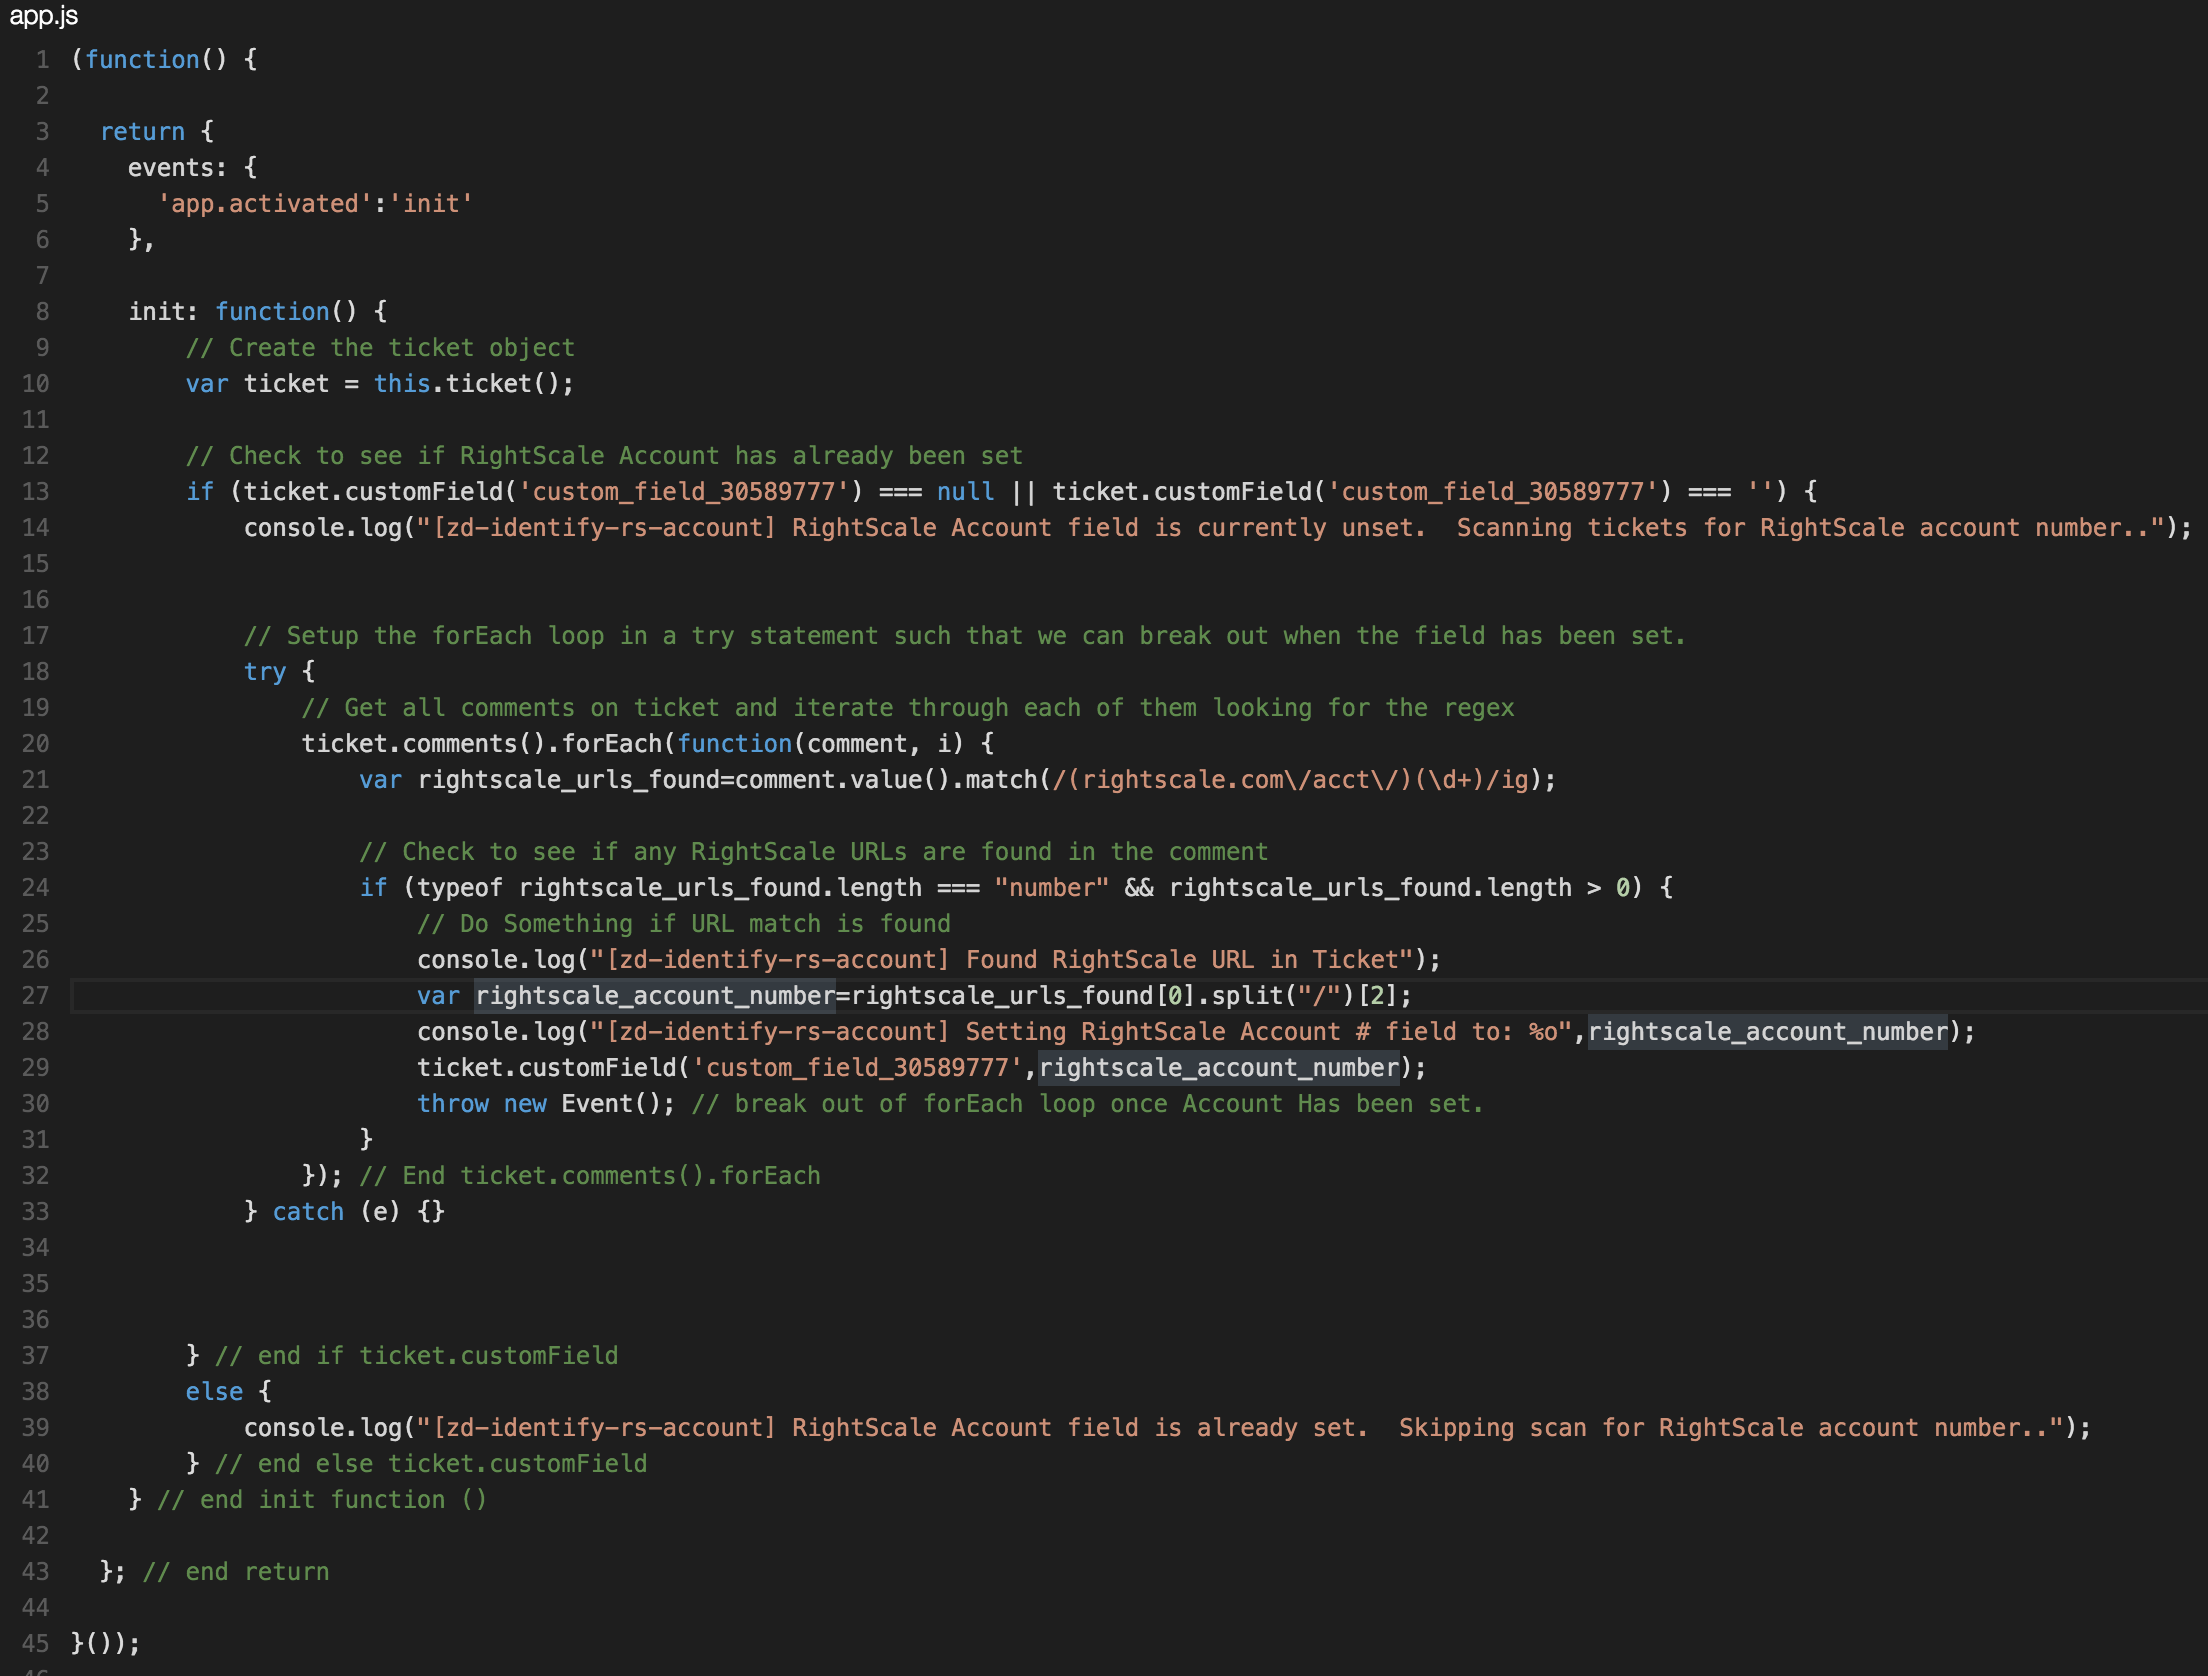 app.js
1 (function() {
2
3   return {
4     events: {
5       'app.activated':'init'
6     },
7
8     init: function() {
9         // Create the ticket object
10         var ticket = this.ticket();
11
12         // Check to see if RightScale Account has already been set
13         if (ticket.customField('custom_field_30589777') === null || ticket.customField('custom_field_30589777') === '') {
14             console.log("[zd-identify-rs-account] RightScale Account field is currently unset.  Scanning tickets for RightScale account number..");
15
16
17             // Setup the forEach loop in a try statement such that we can break out when the field has been set.
18             try {
19                 // Get all comments on ticket and iterate through each of them looking for the regex
20                 ticket.comments().forEach(function(comment, i) {
21                     var rightscale_urls_found=comment.value().match(/(rightscale.com\/acct\/)(\d+)/ig);
22
23                     // Check to see if any RightScale URLs are found in the comment
24                     if (typeof rightscale_urls_found.length === "number" && rightscale_urls_found.length > 0) {
25                         // Do Something if URL match is found
26                         console.log("[zd-identify-rs-account] Found RightScale URL in Ticket");
27                         var rightscale_account_number=rightscale_urls_found[0].split("/")[2];
28                         console.log("[zd-identify-rs-account] Setting RightScale Account # field to: %o",rightscale_account_number);
29                         ticket.customField('custom_field_30589777',rightscale_account_number);
30                         throw new Event(); // break out of forEach loop once Account Has been set.
31                     }
32                 }); // End ticket.comments().forEach
33             } catch (e) {}
34
35
36
37         } // end if ticket.customField
38         else {
39             console.log("[zd-identify-rs-account] RightScale Account field is already set.  Skipping scan for RightScale account number..");
40         } // end else ticket.customField
41     } // end init function ()
42
43   }; // end return
44
45 }());
46